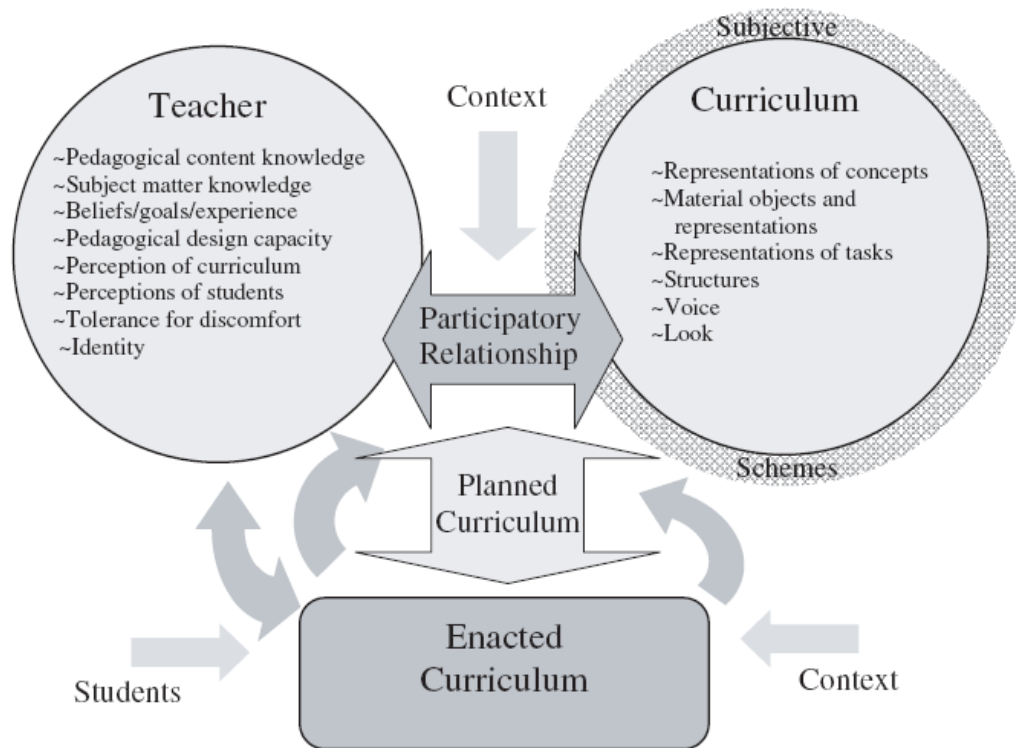 Subjective
Context
Teacher
~Pedagogical content knowledge
~Subject matter knowledge
~Beliefs/goals/experience
~Pedagogical design capacity
~Perception of curriculum
~Perceptions of students
~Tolerance for discomfort
~Identity
Curriculum
~Representations of concepts
~Material objects and
representations
~Representations of tasks
~Structures
~Voice
~Look
Participatory
Relationship
Schemes
Planned
Curriculum
Enacted
Curriculum
Students
Context